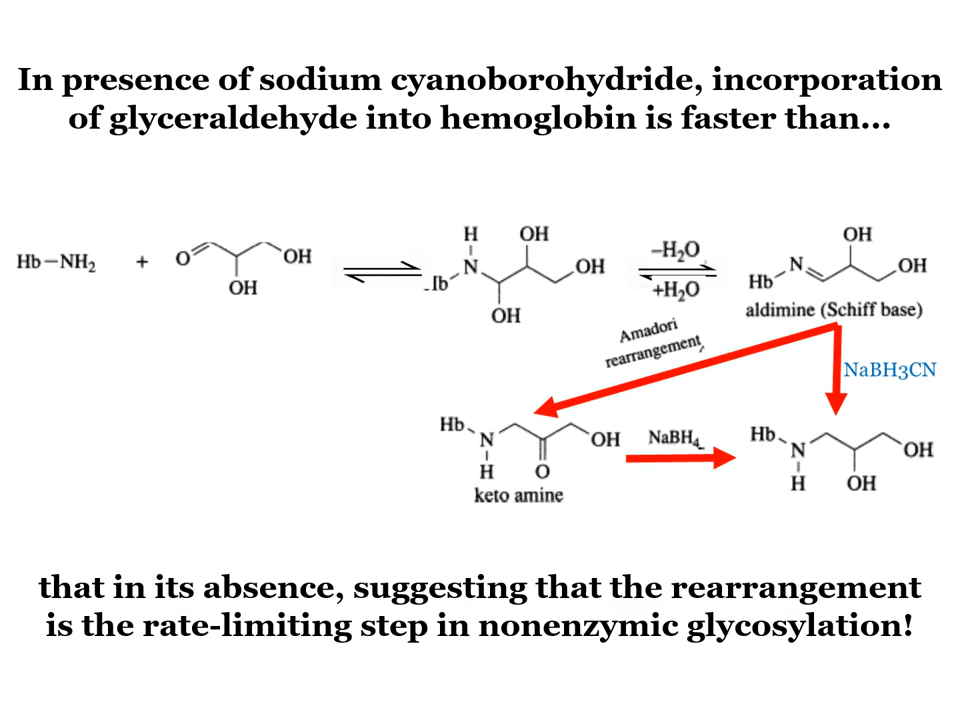 In presence of sodium cyanoborohydride, incorporation
of glyceraldehyde into hemoglobin is faster than...
Hb—NH2 + O OH OH
H OH
N OH
Ib
OH
–H2O
+H2O
OH
N OH
Hb
aldimine (Schiff base)
Amadori
rearrangement
NaBH3CN
Hb
N OH
H O
keto amine
NaBH4
Hb
N OH
H OH
that in its absence, suggesting that the rearrangement
is the rate-limiting step in nonenzymic glycosylation!